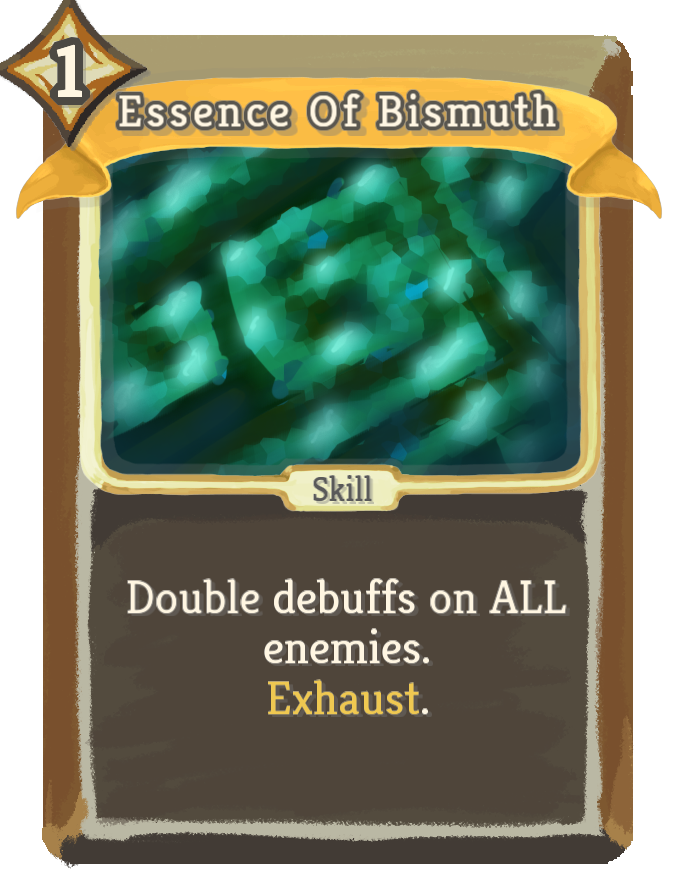 1
Essence Of Bismuth
Skill
Double debuffs on ALL
enemies.
Exhaust.